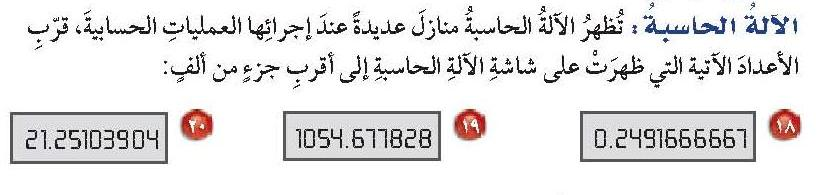 الآلةُ الحاسبةُ : تُظهرُ الآلةُ الحاسبةُ منازلَ عديدةً عندَ إجرائِها العملياتِ الحسابيةَ، قرّبِ
الأعدادَ الآتيةَ التي ظهرَتْ على شاشةِ الآلةِ الحاسبةِ إلى أقربِ جزءٍ من ألفٍ:
١٨ 0.2491666667 ١٩ 1054.677828 ٢٠ 21.25103904